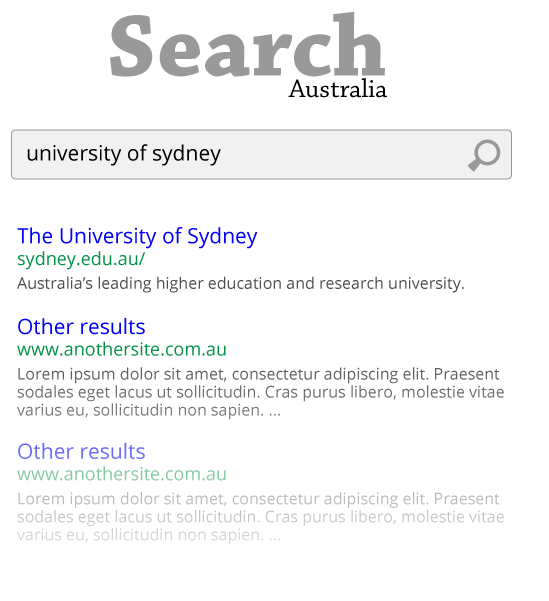 Search
Australia
university of sydney
The University of Sydney
sydney.edu.au/
Australia’s leading higher education and research university.
Other results
www.anothersite.com.au
Lorem ipsum dolor sit amet, consectetur adipiscing elit. Praesent
sodales eget lacus ut sollicitudin. Cras purus libero, molestie vitae
varius eu, sollicitudin non sapien. ...
Other results
www.anothersite.com.au
Lorem ipsum dolor sit amet, consectetur adipiscing elit. Praesent
sodales eget lacus ut sollicitudin. Cras purus libero, molestie vitae
varius eu, sollicitudin non sapien. ...